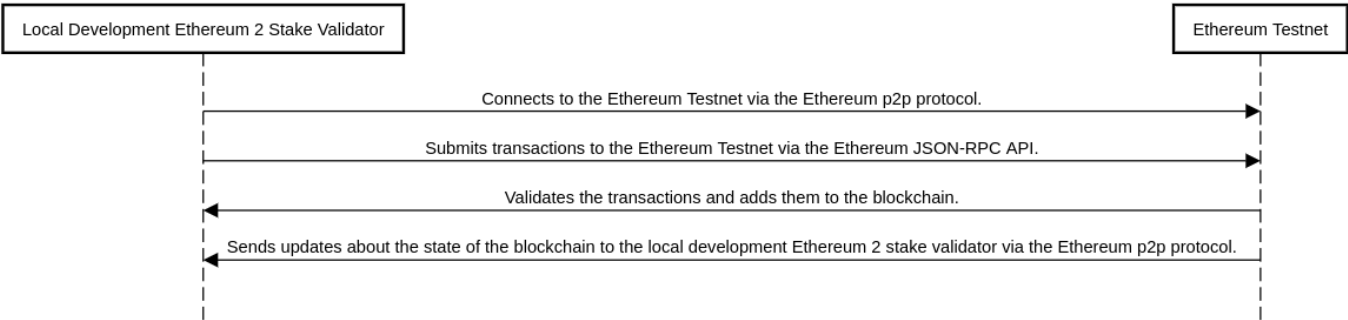 Local Development Ethereum 2 Stake Validator
Ethereum Testnet
Connects to the Ethereum Testnet via the Ethereum p2p protocol.
Submits transactions to the Ethereum Testnet via the Ethereum JSON-RPC API.
Validates the transactions and adds them to the blockchain.
Sends updates about the state of the blockchain to the local development Ethereum 2 stake validator via the Ethereum p2p protocol.